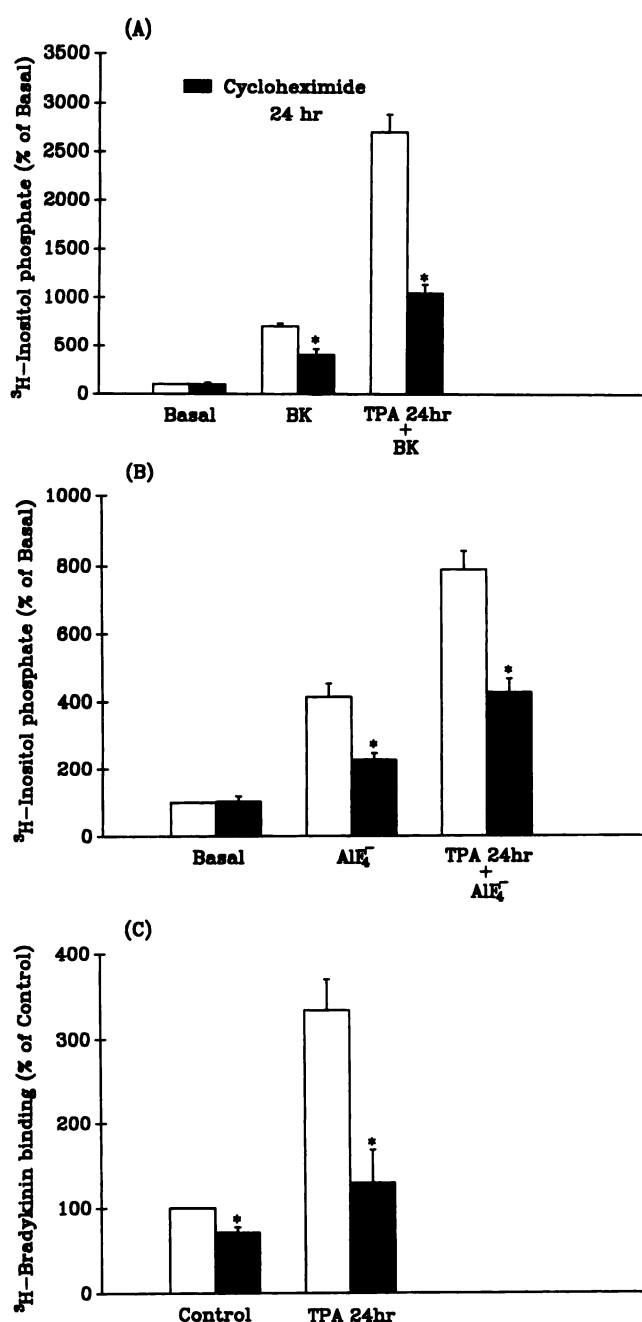 (A)
³H-Inositol phosphate (% of Basal)
3500
3000
2500
2000
1500
1000
500
0
Cycloheximide
24 hr
*
*
Basal
BK
TPA 24hr
+
BK
(B)
³H-Inositol phosphate (% of Basal)
1000
800
600
400
200
0
*
*
Basal
AlF₄⁻
TPA 24hr
+
AlF₄⁻
(C)
³H-Bradykinin binding (% of Control)
400
300
200
100
0
*
*
Control
TPA 24hr